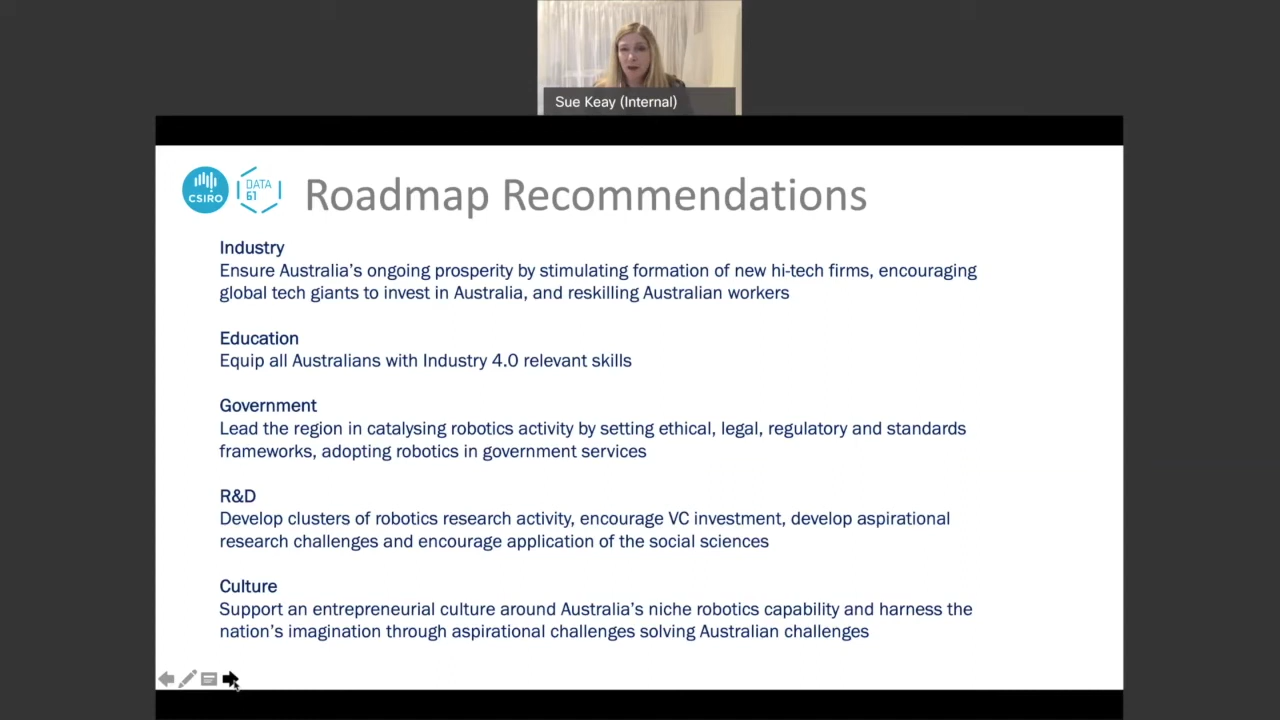 Sue Keay (Internal)
CSIRO
DATA
61
Roadmap Recommendations
Industry
Ensure Australia's ongoing prosperity by stimulating formation of new hi-tech firms, encouraging
global tech giants to invest in Australia, and reskilling Australian workers
Education
Equip all Australians with Industry 4.0 relevant skills
Government
Lead the region in catalysing robotics activity by setting ethical, legal, regulatory and standards
frameworks, adopting robotics in government services
R&D
Develop clusters of robotics research activity, encourage VC investment, develop aspirational
research challenges and encourage application of the social sciences
Culture
Support an entrepreneurial culture around Australia's niche robotics capability and harness the
nation's imagination through aspirational challenges solving Australian challenges